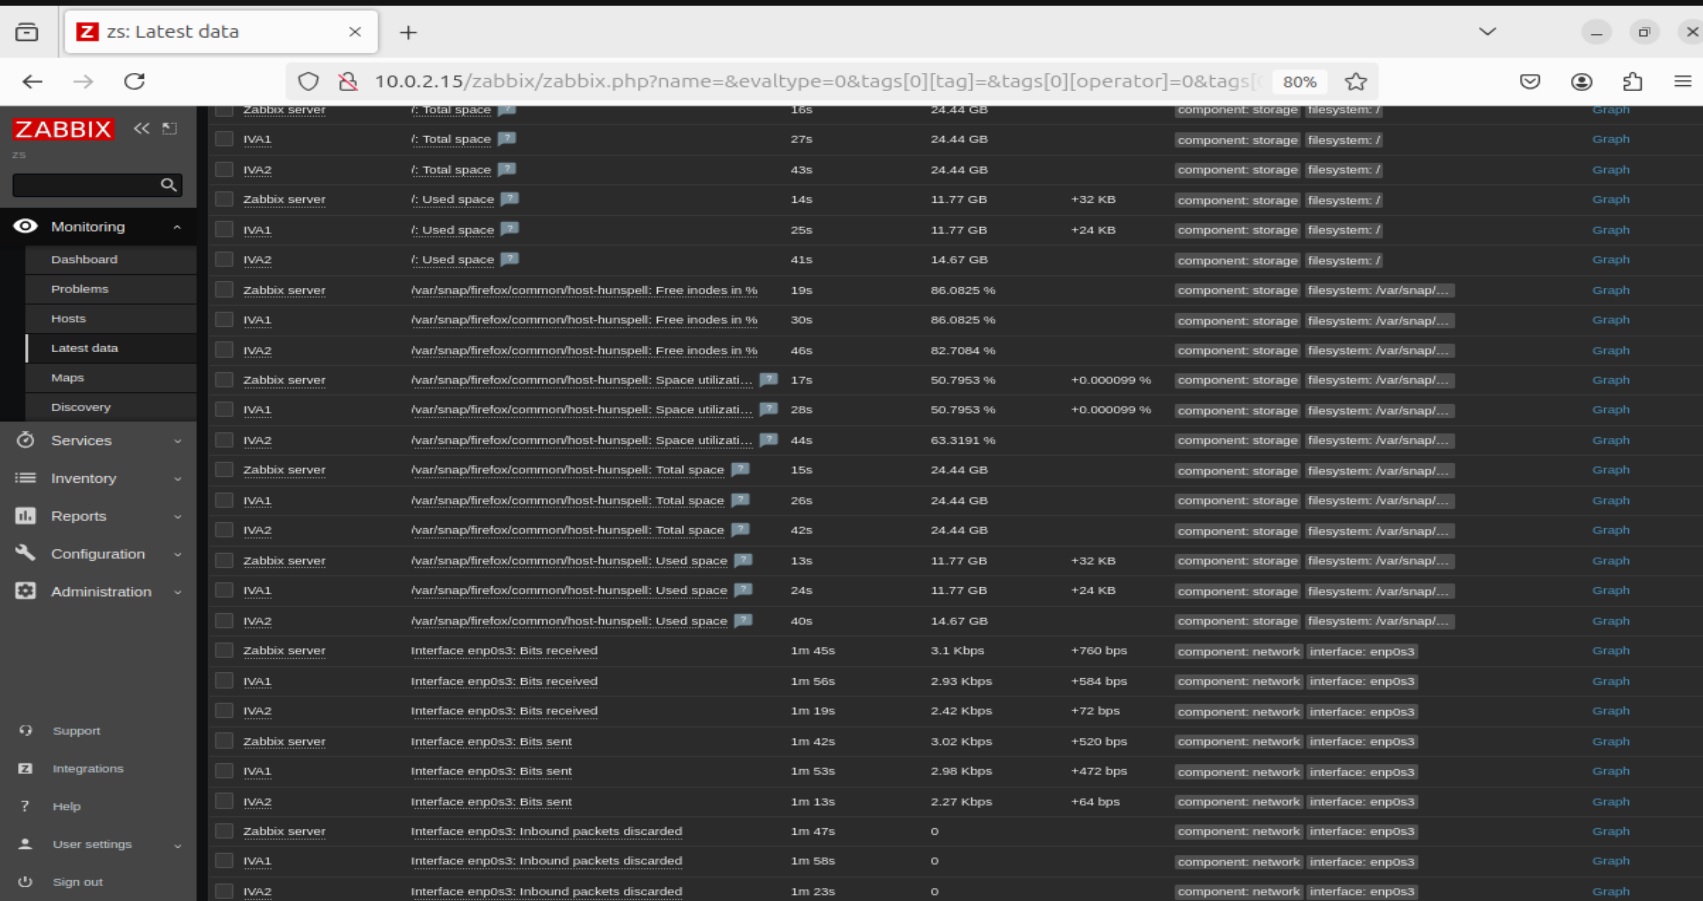 zs: Latest data
10.0.2.15/zabbix/zabbix.php?name=&evaltype=0&tags[0][tag]=&tags[0][operator]=0&tags[ 80%
ZABBIX
zs
Monitoring
Dashboard
Problems
Hosts
Latest data
Maps
Discovery
Services
Inventory
Reports
Configuration
Administration
Support
Integrations
Help
User settings
Sign out
Zabbix server /: Total space ? 16s 24.44 GB component: storage filesystem: / Graph
IVA1 /: Total space ? 27s 24.44 GB component: storage filesystem: / Graph
IVA2 /: Total space ? 43s 24.44 GB component: storage filesystem: / Graph
Zabbix server /: Used space ? 14s 11.77 GB +32 KB component: storage filesystem: / Graph
IVA1 /: Used space ? 25s 11.77 GB +24 KB component: storage filesystem: / Graph
IVA2 /: Used space ? 41s 14.67 GB component: storage filesystem: / Graph
Zabbix server /var/snap/firefox/common/host-hunspell: Free inodes in % 19s 86.0825 % component: storage filesystem: /var/snap/... Graph
IVA1 /var/snap/firefox/common/host-hunspell: Free inodes in % 30s 86.0825 % component: storage filesystem: /var/snap/... Graph
IVA2 /var/snap/firefox/common/host-hunspell: Free inodes in % 46s 82.7084 % component: storage filesystem: /var/snap/... Graph
Zabbix server /var/snap/firefox/common/host-hunspell: Space utilizati... ? 17s 50.7953 % +0.000099 % component: storage filesystem: /var/snap/... Graph
IVA1 /var/snap/firefox/common/host-hunspell: Space utilizati... ? 28s 50.7953 % +0.000099 % component: storage filesystem: /var/snap/... Graph
IVA2 /var/snap/firefox/common/host-hunspell: Space utilizati... ? 44s 63.3191 % component: storage filesystem: /var/snap/... Graph
Zabbix server /var/snap/firefox/common/host-hunspell: Total space ? 15s 24.44 GB component: storage filesystem: /var/snap/... Graph
IVA1 /var/snap/firefox/common/host-hunspell: Total space ? 26s 24.44 GB component: storage filesystem: /var/snap/... Graph
IVA2 /var/snap/firefox/common/host-hunspell: Total space ? 42s 24.44 GB component: storage filesystem: /var/snap/... Graph
Zabbix server /var/snap/firefox/common/host-hunspell: Used space ? 13s 11.77 GB +32 KB component: storage filesystem: /var/snap/... Graph
IVA1 /var/snap/firefox/common/host-hunspell: Used space ? 24s 11.77 GB +24 KB component: storage filesystem: /var/snap/... Graph
IVA2 /var/snap/firefox/common/host-hunspell: Used space ? 40s 14.67 GB component: storage filesystem: /var/snap/... Graph
Zabbix server Interface enp0s3: Bits received 1m 45s 3.1 Kbps +760 bps component: network interface: enp0s3 Graph
IVA1 Interface enp0s3: Bits received 1m 56s 2.93 Kbps +584 bps component: network interface: enp0s3 Graph
IVA2 Interface enp0s3: Bits received 1m 19s 2.42 Kbps +72 bps component: network interface: enp0s3 Graph
Zabbix server Interface enp0s3: Bits sent 1m 42s 3.02 Kbps +520 bps component: network interface: enp0s3 Graph
IVA1 Interface enp0s3: Bits sent 1m 53s 2.98 Kbps +472 bps component: network interface: enp0s3 Graph
IVA2 Interface enp0s3: Bits sent 1m 13s 2.27 Kbps +64 bps component: network interface: enp0s3 Graph
Zabbix server Interface enp0s3: Inbound packets discarded 1m 47s 0 component: network interface: enp0s3 Graph
IVA1 Interface enp0s3: Inbound packets discarded 1m 58s 0 component: network interface: enp0s3 Graph
IVA2 Interface enp0s3: Inbound packets discarded 1m 23s 0 component: network interface: enp0s3 Graph